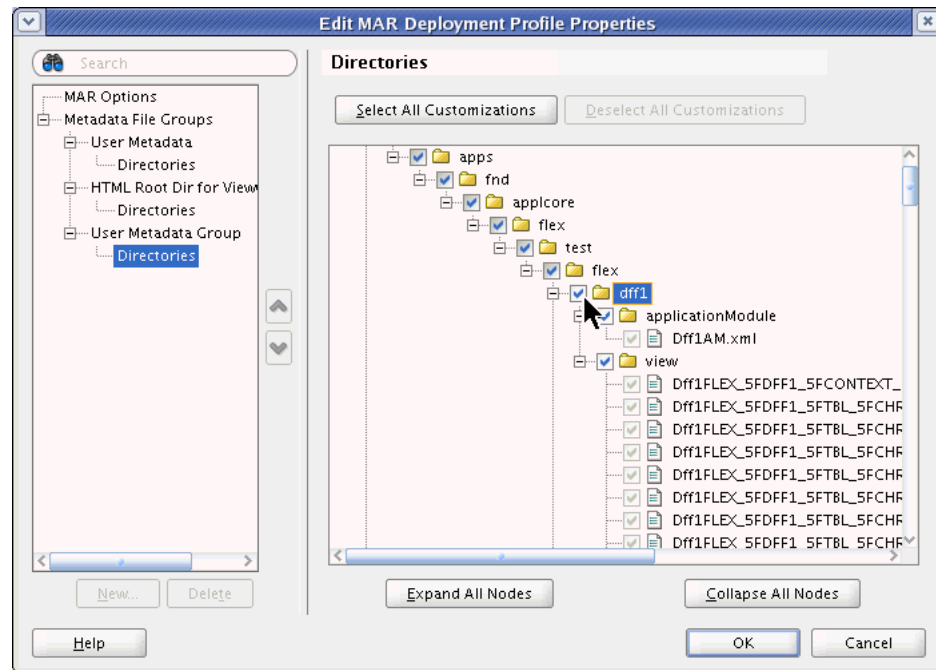 Edit MAR Deployment Profile Properties
Search
MAR Options
Metadata File Groups
User Metadata
Directories
HTML Root Dir for View
Directories
User Metadata Group
Directories
New...
Delete
Directories
Select All Customizations
Deselect All Customizations
apps
fnd
applcore
flex
test
flex
dff1
applicationModule
Dff1AM.xml
view
Dff1FLEX_5FDFF1_5FCONTEXT_
Dff1FLEX_5FDFF1_5FTBL_5FCHR
Dff1FLEX_5FDFF1_5FTBL_5FCHR
Dff1FLEX_5FDFF1_5FTBL_5FCHR
Dff1FLEX_5FDFF1_5FTBL_5FCHR
Dff1FLEX_5FDFF1_5FTBL_5FCHR
Dff1FLEX_5FDFF1_5FTBL_5FCHR
Dff1FLEX_5FDFF1_5FTBL_5FCHR
Expand All Nodes
Collapse All Nodes
Help
OK
Cancel